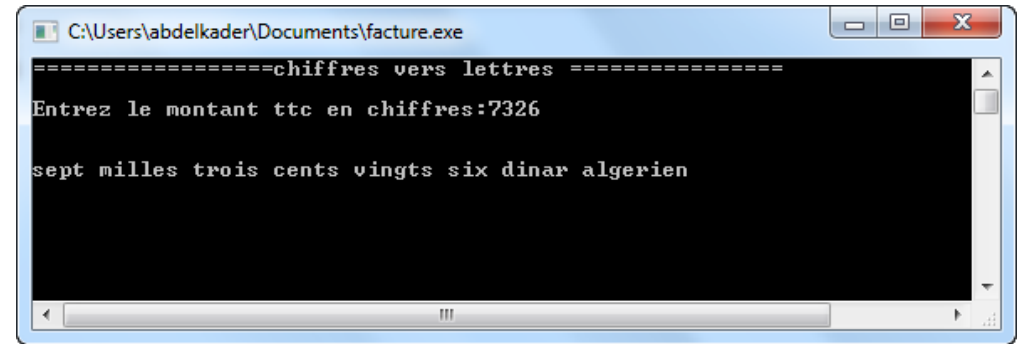 C:\Users\abdelkader\Documents\facture.exe
==================chiffres vers lettres ================
Entrez le montant ttc en chiffres:7326
sept milles trois cents vingts six dinar algerien